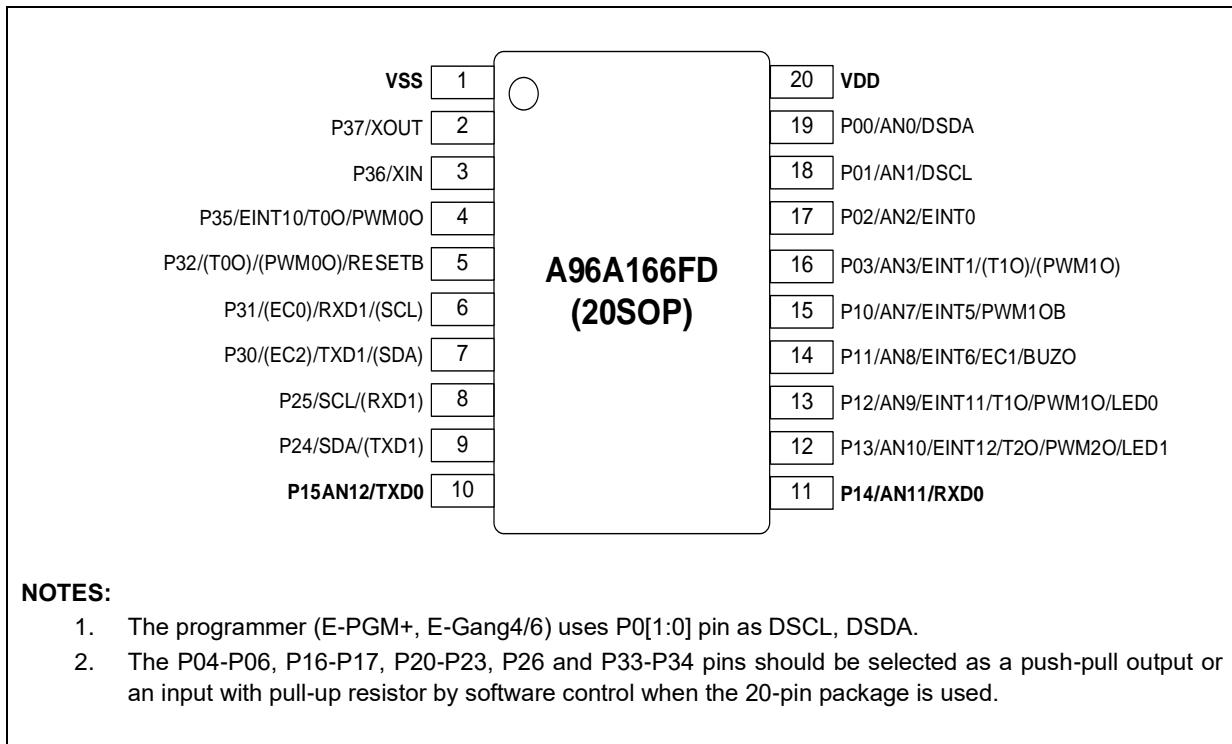 VSS 1
P37/XOUT 2
P36/XIN 3
P35/EINT10/T0O/PWM0O 4
P32/(T0O)/(PWM0O)/RESETB 5
P31/(EC0)/RXD1/(SCL) 6
P30/(EC2)/TXD1/(SDA) 7
P25/SCL/(RXD1) 8
P24/SDA/(TXD1) 9
P15AN12/TXD0 10
A96A166FD
(20SOP)
20 VDD
19 P00/AN0/DSDA
18 P01/AN1/DSCL
17 P02/AN2/EINT0
16 P03/AN3/EINT1/(T1O)/(PWM1O)
15 P10/AN7/EINT5/PWM1OB
14 P11/AN8/EINT6/EC1/BUZO
13 P12/AN9/EINT11/T1O/PWM1O/LED0
12 P13/AN10/EINT12/T2O/PWM2O/LED1
11 P14/AN11/RXD0
NOTES:
1. The programmer (E-PGM+, E-Gang4/6) uses P0[1:0] pin as DSCL, DSDA.
2. The P04-P06, P16-P17, P20-P23, P26 and P33-P34 pins should be selected as a push-pull output or
an input with pull-up resistor by software control when the 20-pin package is used.